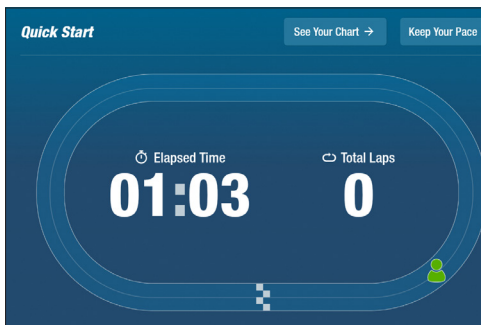 Quick Start
See Your Chart →
Keep Your Pace
Elapsed Time
Total Laps
01:03
0